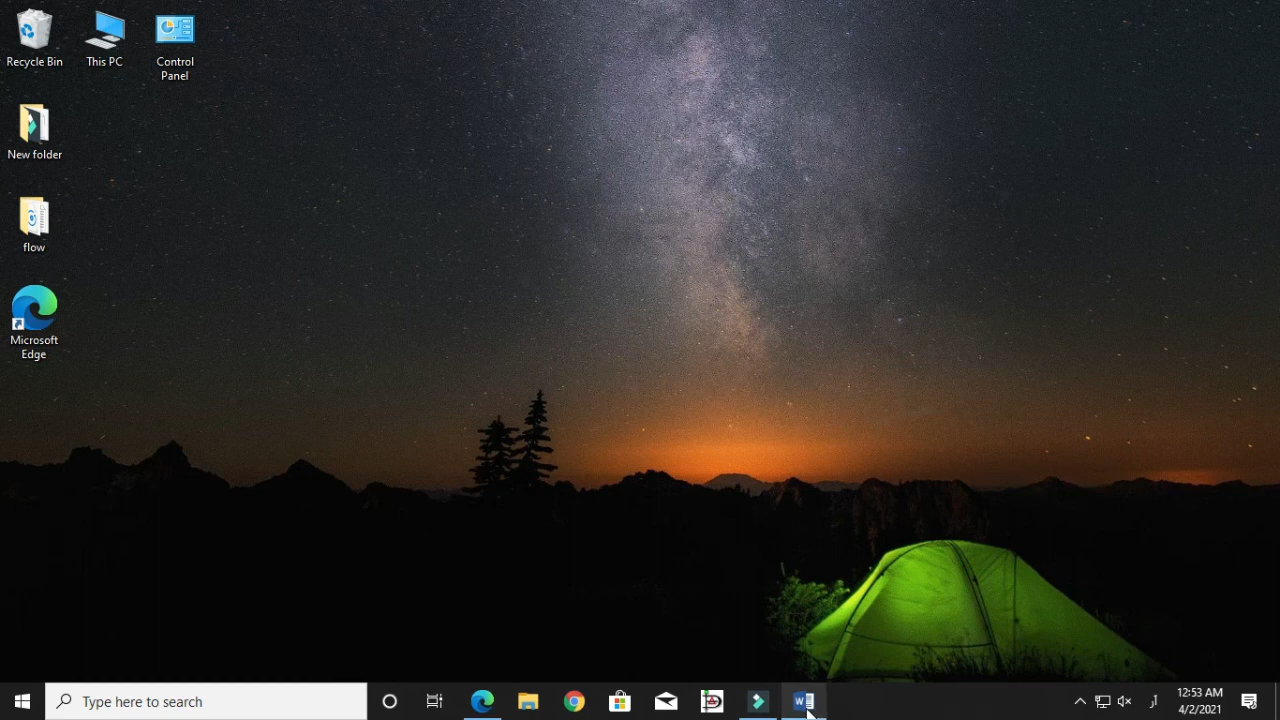 Recycle Bin
This PC
Control
Panel
New folder
flow
Microsoft
Edge
Type here to search
W
12:53 AM
4/2/2021